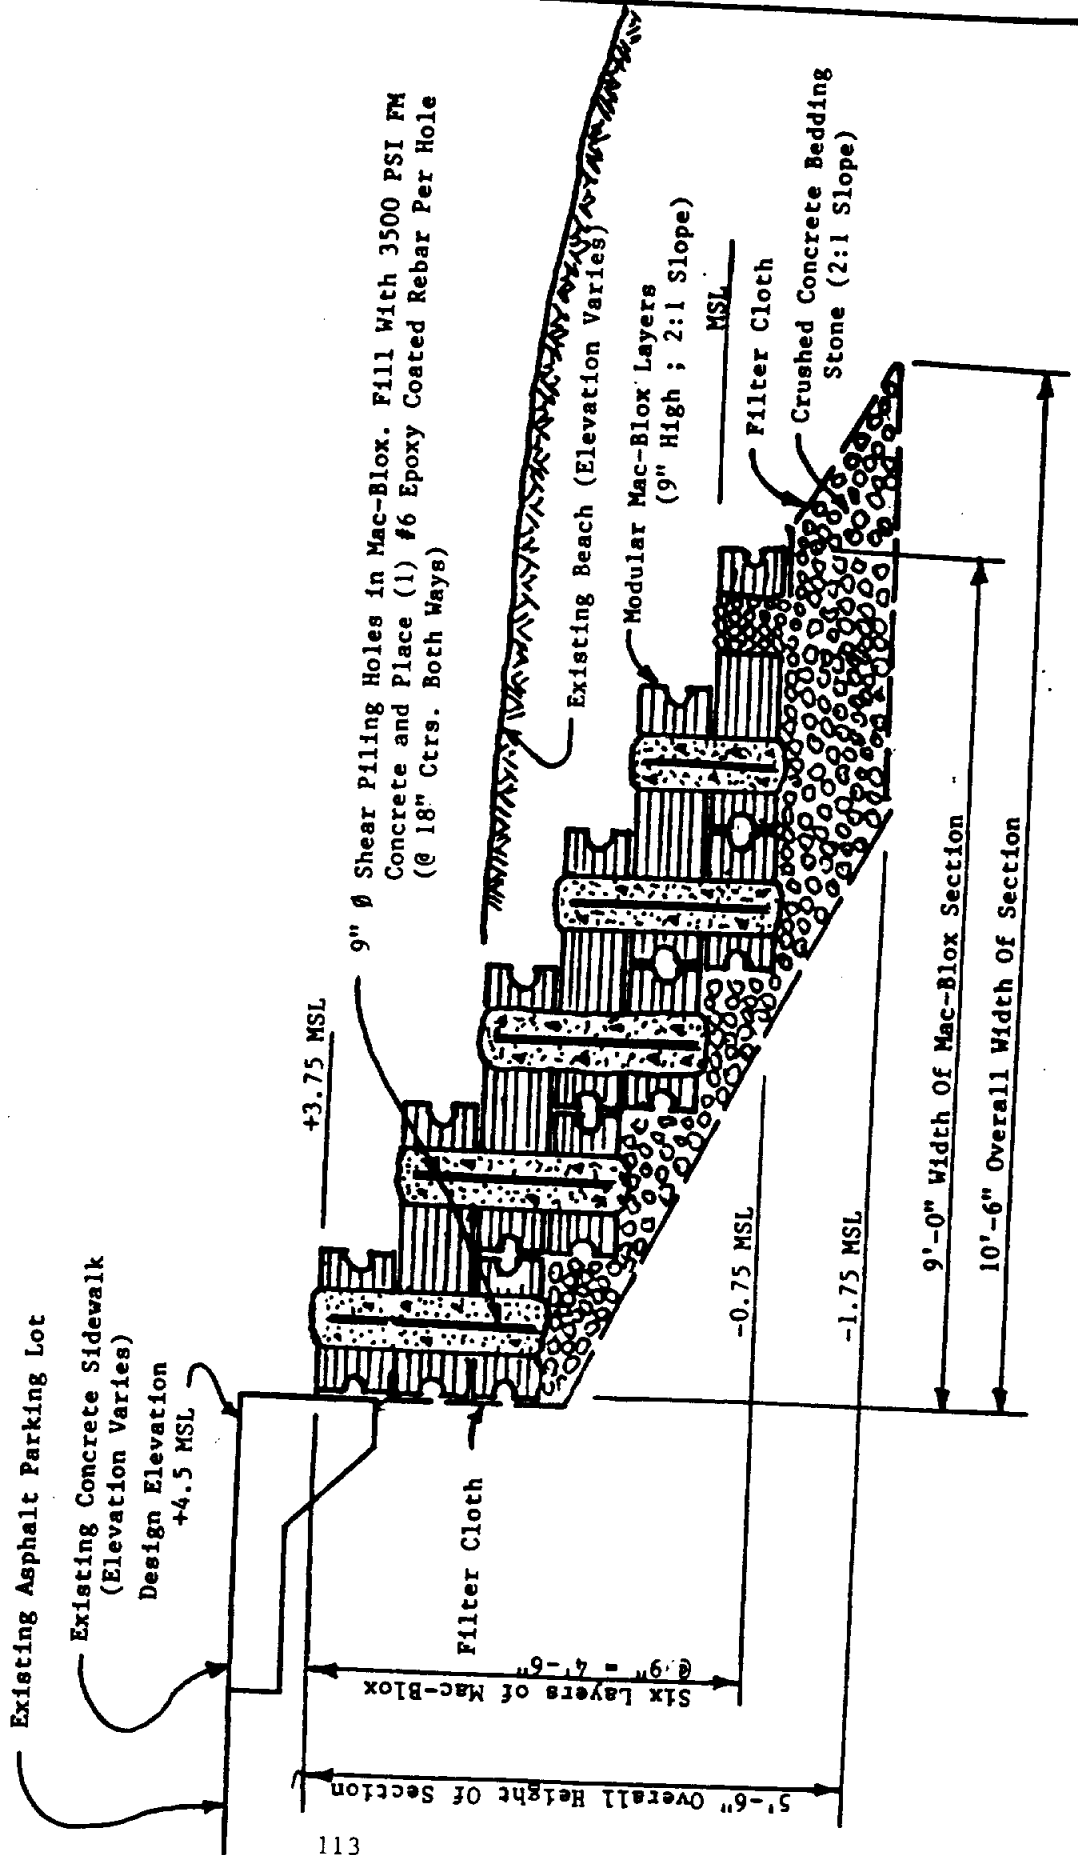 Existing Asphalt Parking Lot
Existing Concrete Sidewalk
(Elevation Varies)
Design Elevation
+4.5 MSL
+3.75 MSL
9" Ø Shear Piling Holes in Mac-Blox. Fill With 3500 PSI FM
Concrete and Place (1) #6 Epoxy Coated Rebar Per Hole
(@ 18" Ctrs. Both Ways)
Existing Beach (Elevation Varies)
Modular Mac-Blox Layers
(9" High ; 2:1 Slope)
MSL
Filter Cloth
Crushed Concrete Bedding
Stone (2:1 Slope)
Filter Cloth
Six Layers of Mac-Blox
@ 9" = 4'-6"
5'-6" Overall Height Of Section
-0.75 MSL
-1.75 MSL
9'-0" Width Of Mac-Blox Section
10'-6" Overall Width Of Section
113